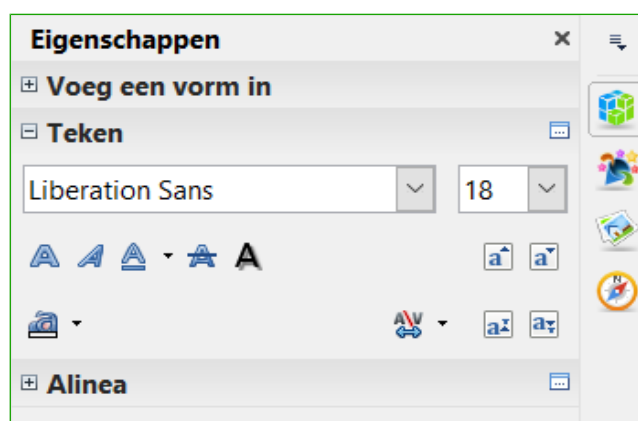 Eigenschappen
Voeg een vorm in
Teken
Liberation Sans 18
Alinea